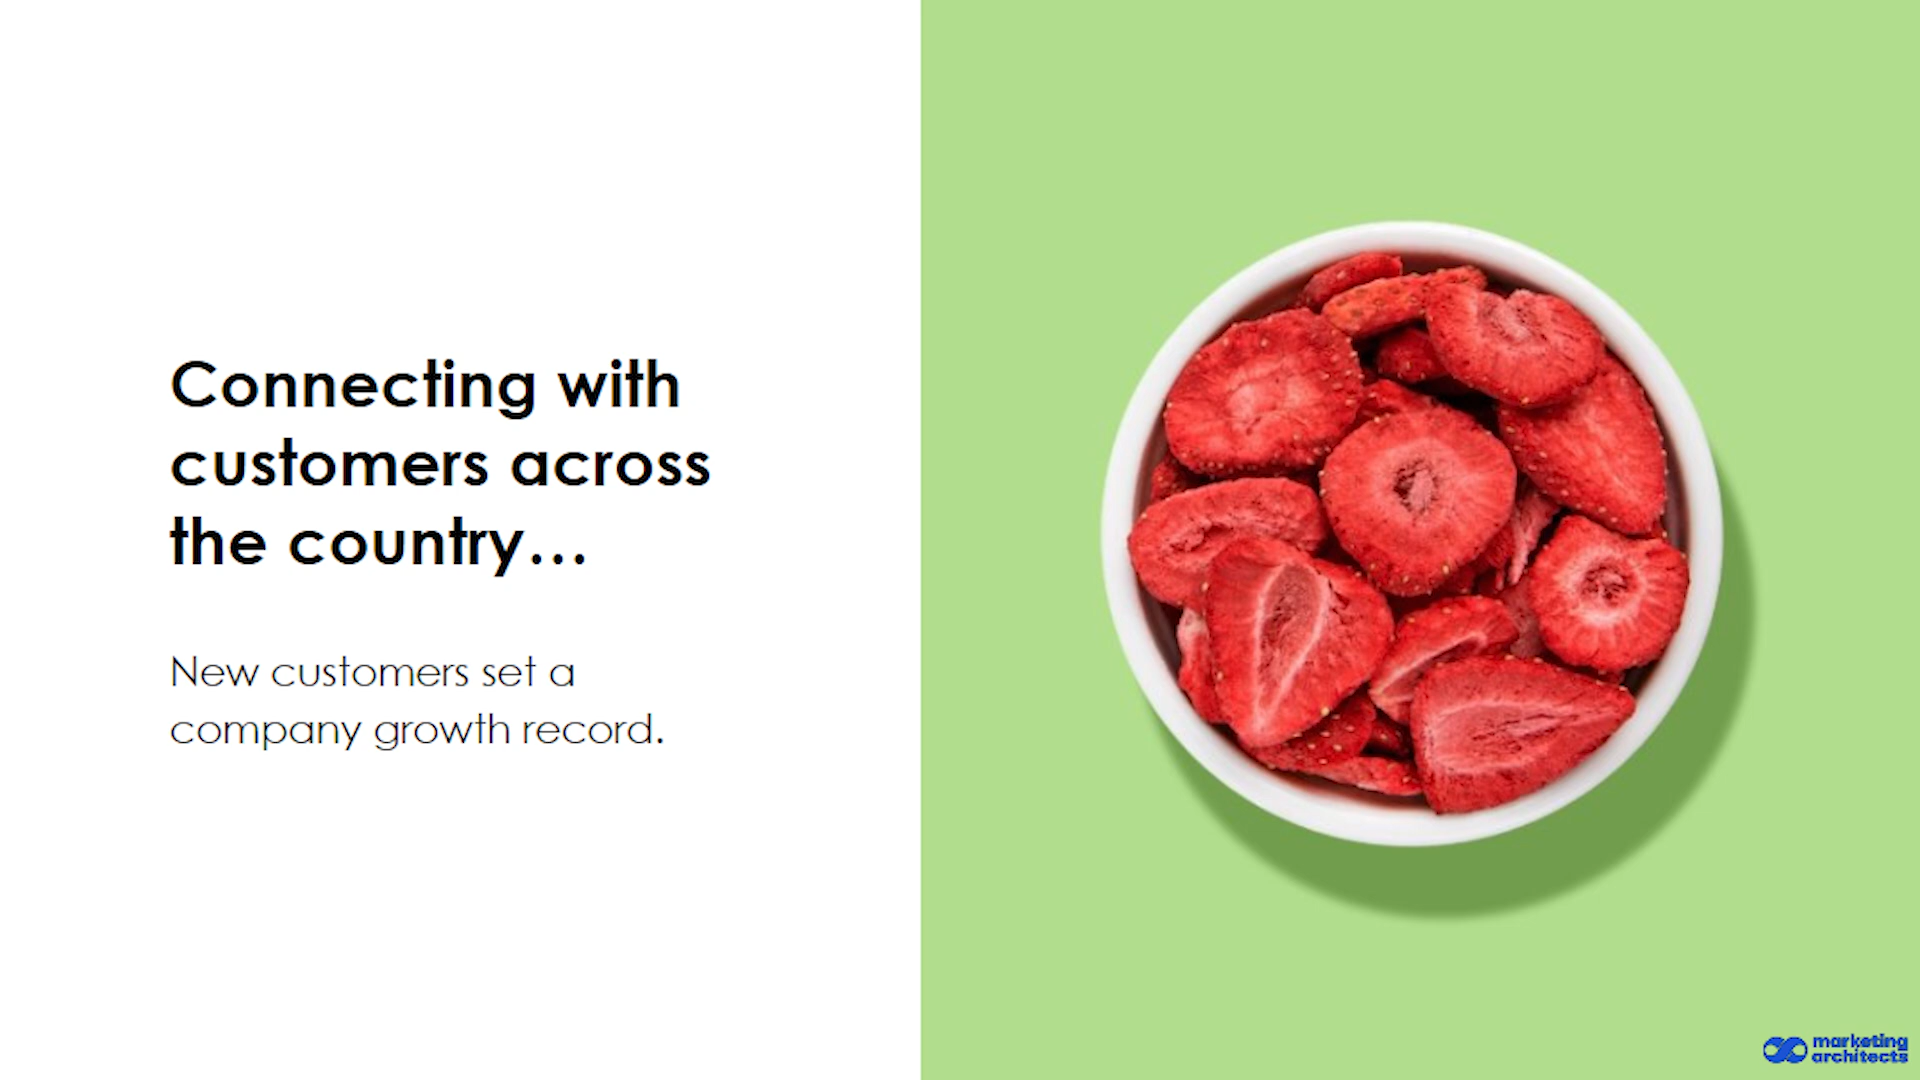 Connecting with
customers across
the country…
New customers set a
company growth record.
marketing
architects